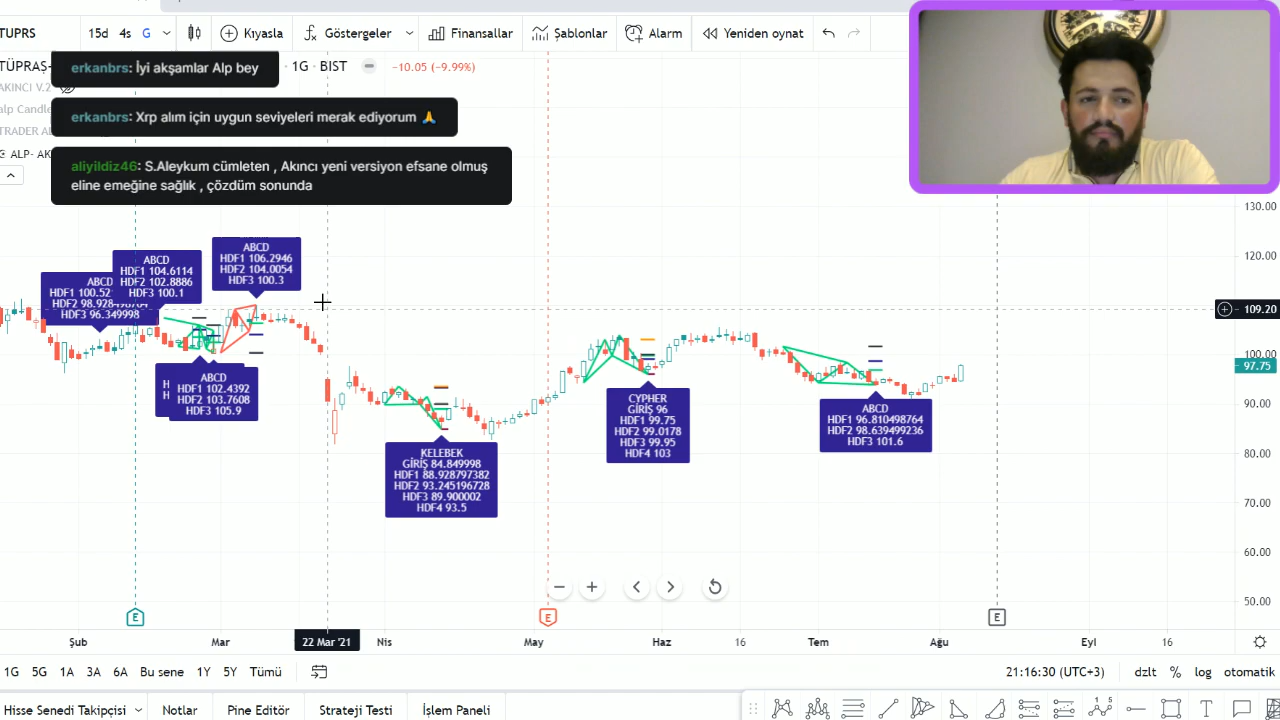 TUPRS
15d 4s G
Kıyasla
Göstergeler
Finansallar
Şablonlar
Alarm
Yeniden oynat
TÜPRAŞ-
1G · BIST
−10.05 (−9.99%)
erkanbrs: İyi akşamlar Alp bey
AKINCI V.2
alp Candle
erkanbrs: Xrp alım için uygun seviyeleri merak ediyorum 🙏
TRADER AL
G ALP- AK
aliyildiz46: S.Aleykum cümleten , Akıncı yeni versiyon efsane olmuş
eline emeğine sağlık , çözdüm sonunda
130.00
120.00
109.20
100.00
97.75
90.00
80.00
70.00
60.00
50.00
ABCD
HDF3 96.349998
ABCD
HDF1 104.6114
HDF2 102.8886
HDF3 100.1
ABCD
HDF1 106.2946
HDF2 104.0054
HDF3 100.3
ABCD
HDF1 102.4392
HDF2 103.7608
HDF3 105.9
KELEBEK
GİRİŞ 84.849998
HDF1 88.928797382
HDF2 93.245196728
HDF3 89.900002
HDF4 93.5
CYPHER
GİRİŞ 96
HDF1 99.75
HDF2 99.0178
HDF3 99.95
HDF4 103
ABCD
HDF1 96.810498764
HDF2 98.639499236
HDF3 101.6
E
E
E
Şub
Mar
22 Mar '21
Nis
May
Haz
16
Tem
Ağu
Eyl
16
1G 5G 1A 3A 6A Bu sene 1Y 5Y Tümü
21:16:30 (UTC+3)
dzlt % log otomatik
Hisse Senedi Takipçisi
Notlar
Pine Editör
Strateji Testi
İşlem Paneli